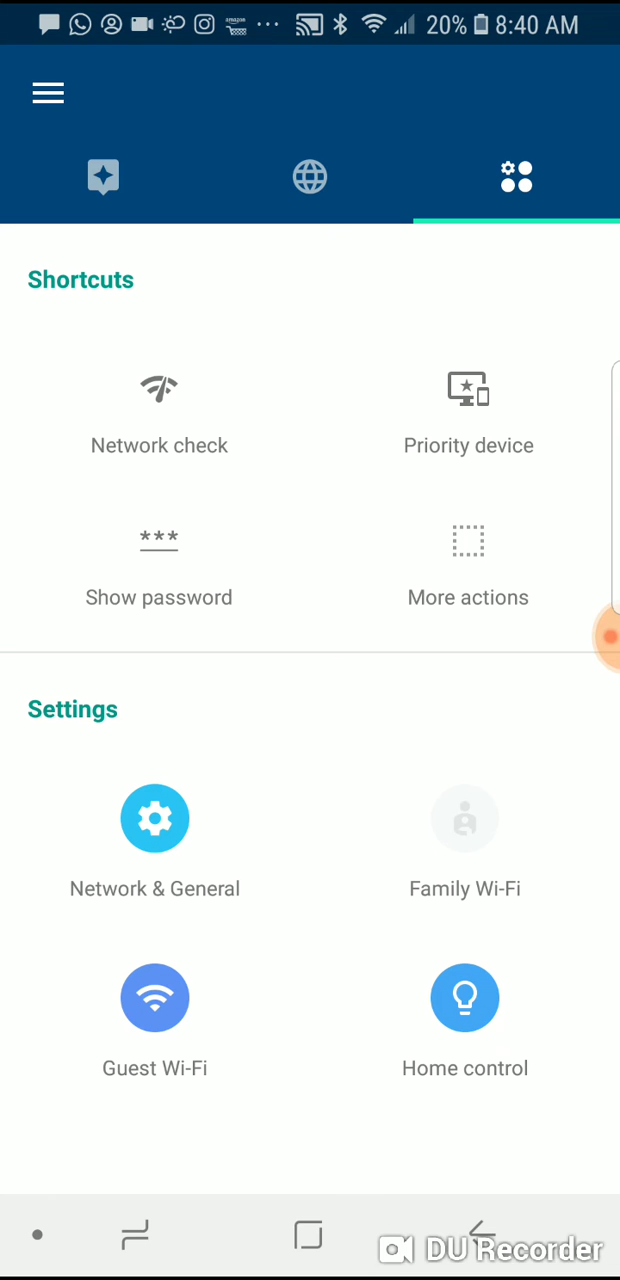 20% 8:40 AM
Shortcuts
Network check
Priority device
***
Show password
More actions
Settings
Network & General
Family Wi-Fi
Guest Wi-Fi
Home control
DU Recorder